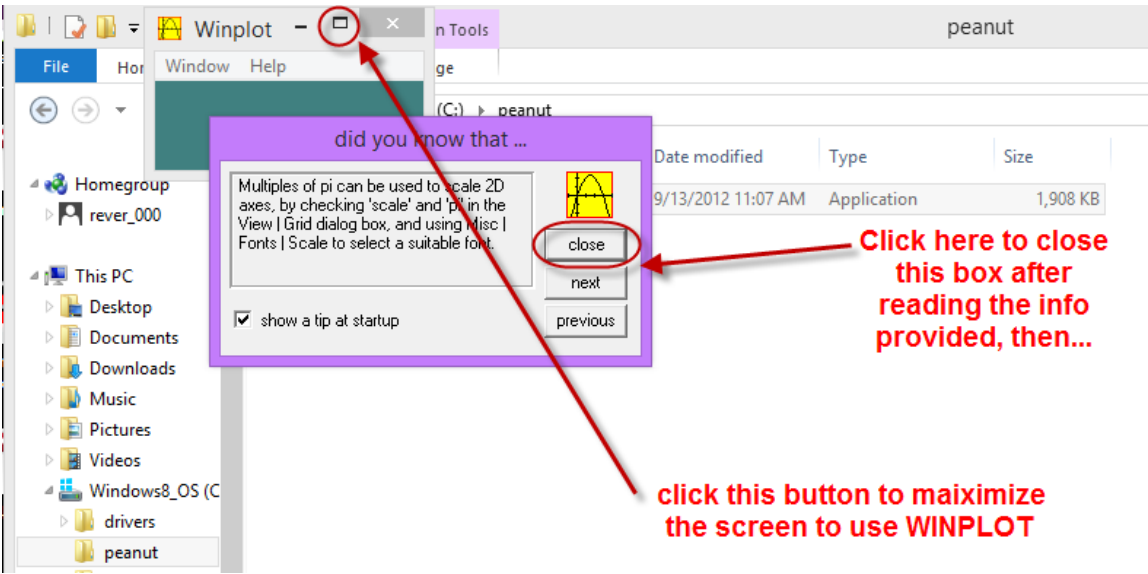 Winplot
n Tools
peanut
File
Hor
Window Help
ge
(C:) peanut
did you know that ...
Date modified Type Size
Homegroup
Multiples of pi can be used to scale 2D
axes, by checking 'scale' and 'pi' in the
View | Grid dialog box, and using Misc |
Fonts | Scale to select a suitable font.
9/13/2012 11:07 AM Application 1,908 KB
rever_000
close
Click here to close
this box after
reading the info
provided, then...
This PC
next
Desktop
show a tip at startup
previous
Documents
Downloads
Music
Pictures
Videos
Windows8_OS (C
click this button to maiximize
the screen to use WINPLOT
drivers
peanut